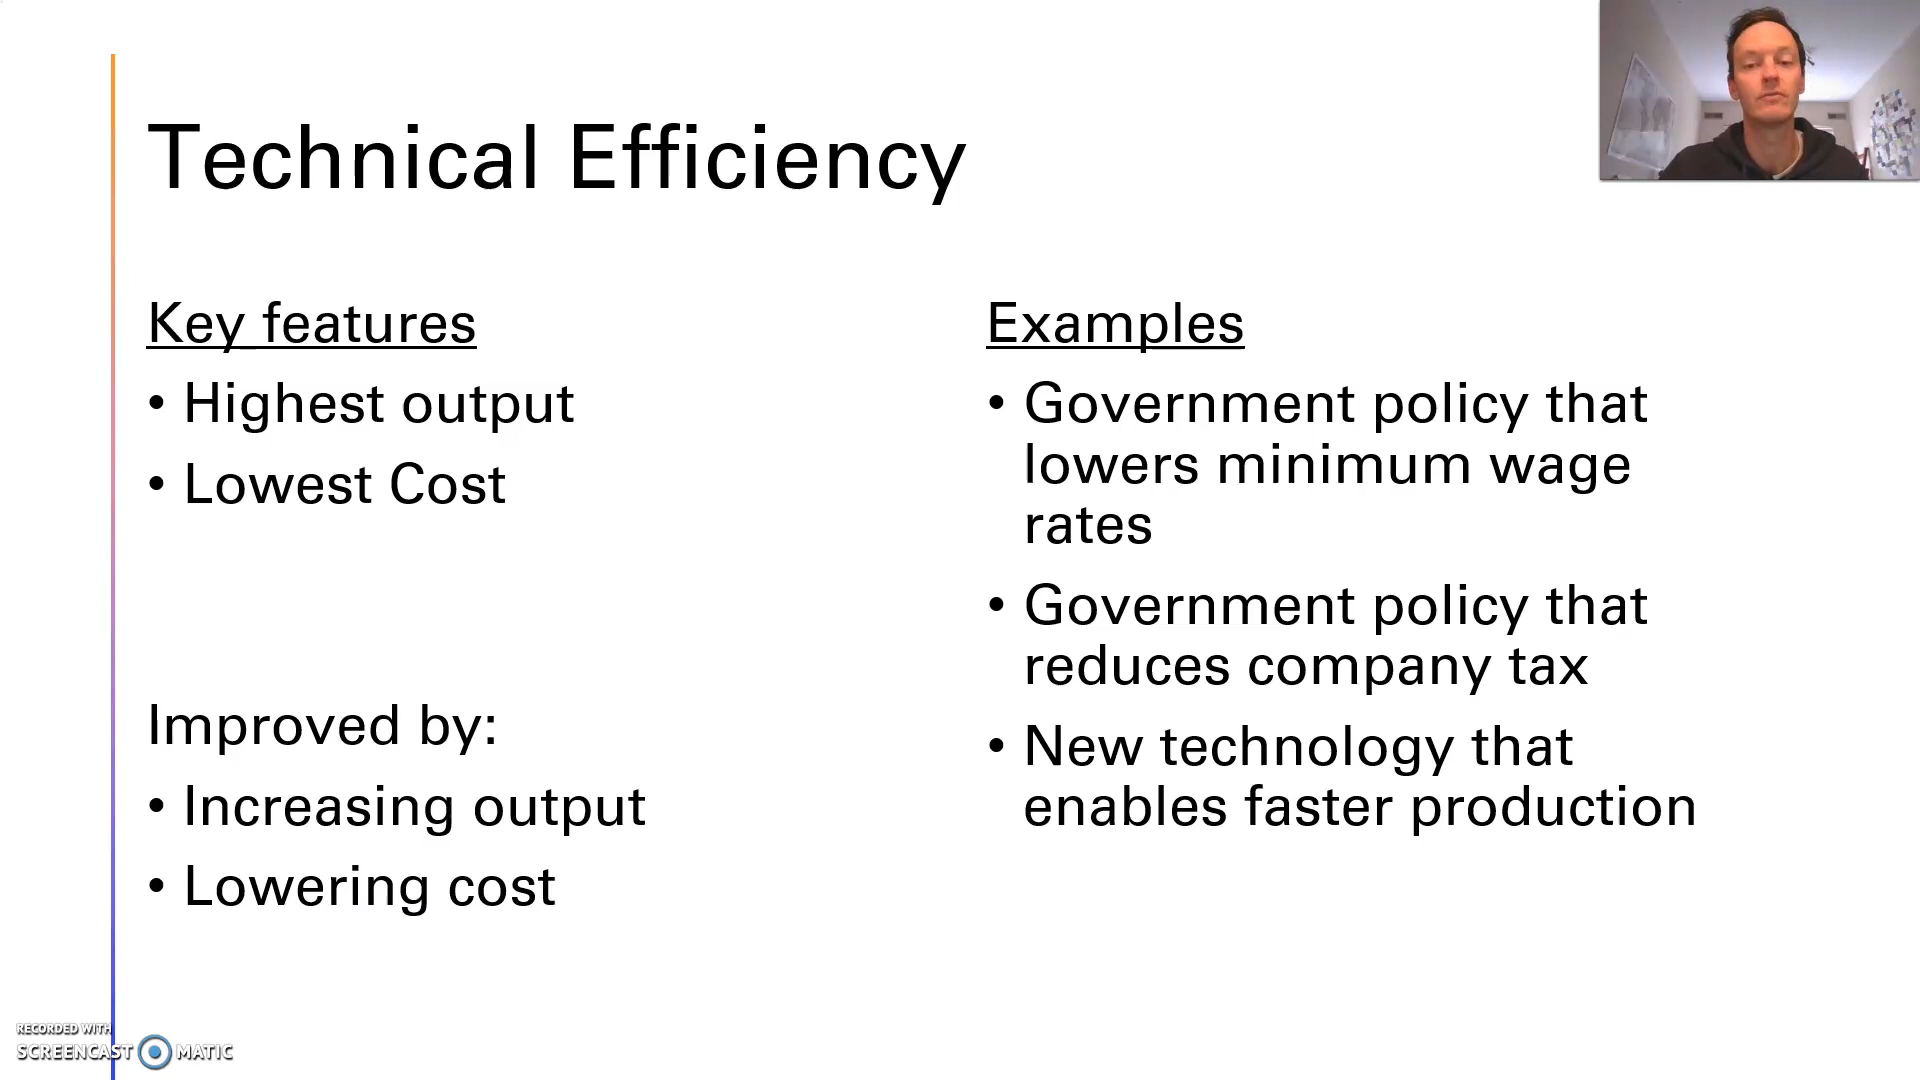 Technical Efficiency
Key features
• Highest output
• Lowest Cost
Improved by:
• Increasing output
• Lowering cost
Examples
• Government policy that
lowers minimum wage
rates
• Government policy that
reduces company tax
• New technology that
enables faster production
RECORDED WITH
SCREENCAST MATIC